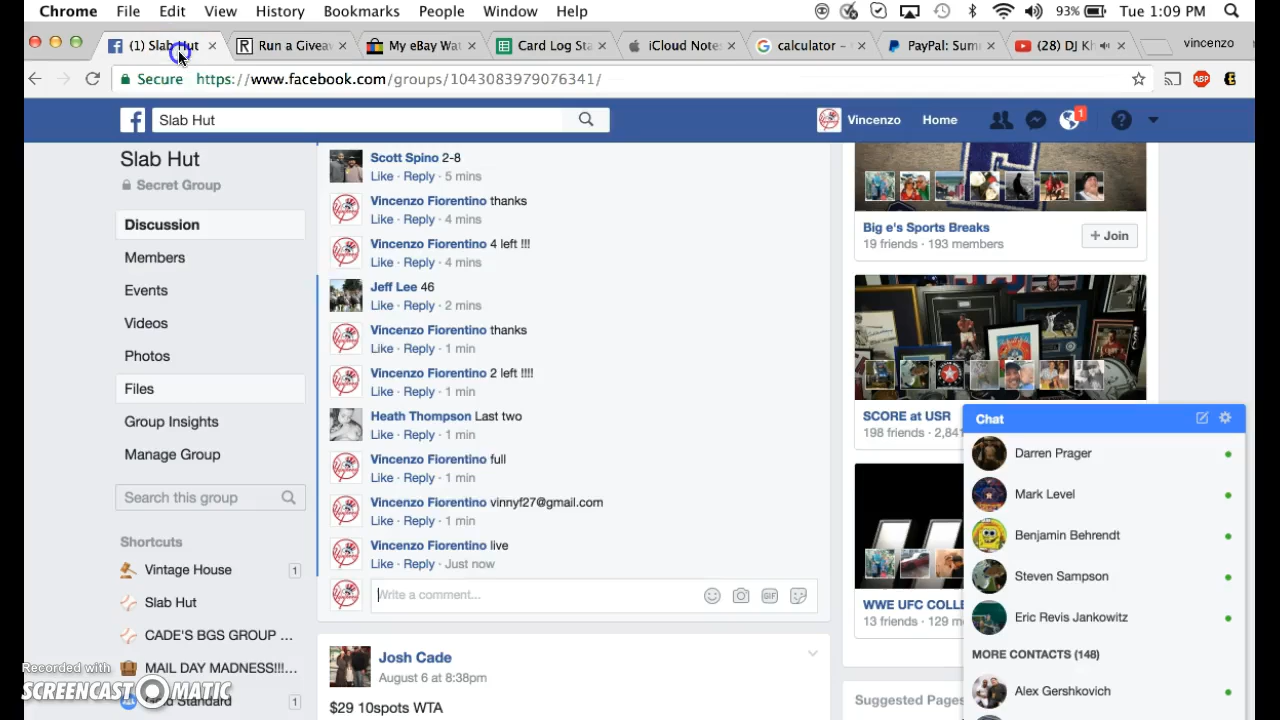 Chrome File Edit View History Bookmarks People Window Help 93% Tue 1:09 PM
(1) Slab Hut Run a Givea My eBay Wat Card Log Sta iCloud Note calculator - PayPal: Sum (28) DJ Kh vincenzo
Secure https://www.facebook.com/groups/1043083979076341/ ABP
Slab Hut Vincenzo Home 1
Slab Hut
Secret Group
Discussion
Members
Events
Videos
Photos
Files
Group Insights
Manage Group
Search this group
Shortcuts
Vintage House 1
Slab Hut
CADE'S BGS GROUP ...
MAIL DAY MADNESS!!!...
Standard 1
Scott Spino 2-8
Like · Reply · 5 mins
Vincenzo Fiorentino thanks
Like · Reply · 4 mins
Vincenzo Fiorentino 4 left !!!
Like · Reply · 4 mins
Jeff Lee 46
Like · Reply · 2 mins
Vincenzo Fiorentino thanks
Like · Reply · 1 min
Vincenzo Fiorentino 2 left !!!!
Like · Reply · 1 min
Heath Thompson Last two
Like · Reply · 1 min
Vincenzo Fiorentino full
Like · Reply · 1 min
Vincenzo Fiorentino vinnyf27@gmail.com
Like · Reply · 1 min
Vincenzo Fiorentino live
Like · Reply · Just now
Write a comment... GIF
Josh Cade
August 6 at 8:38pm
$29 10spots WTA
Big e's Sports Breaks
19 friends · 193 members
+ Join
SCORE at USR
198 friends · 2,841
WWE UFC COLLE
13 friends · 129 m
Suggested Pages
Chat
Darren Prager
Mark Level
Benjamin Behrendt
Steven Sampson
Eric Revis Jankowitz
MORE CONTACTS (148)
Alex Gershkovich
Recorded with
SCREENCAST-O-MATIC